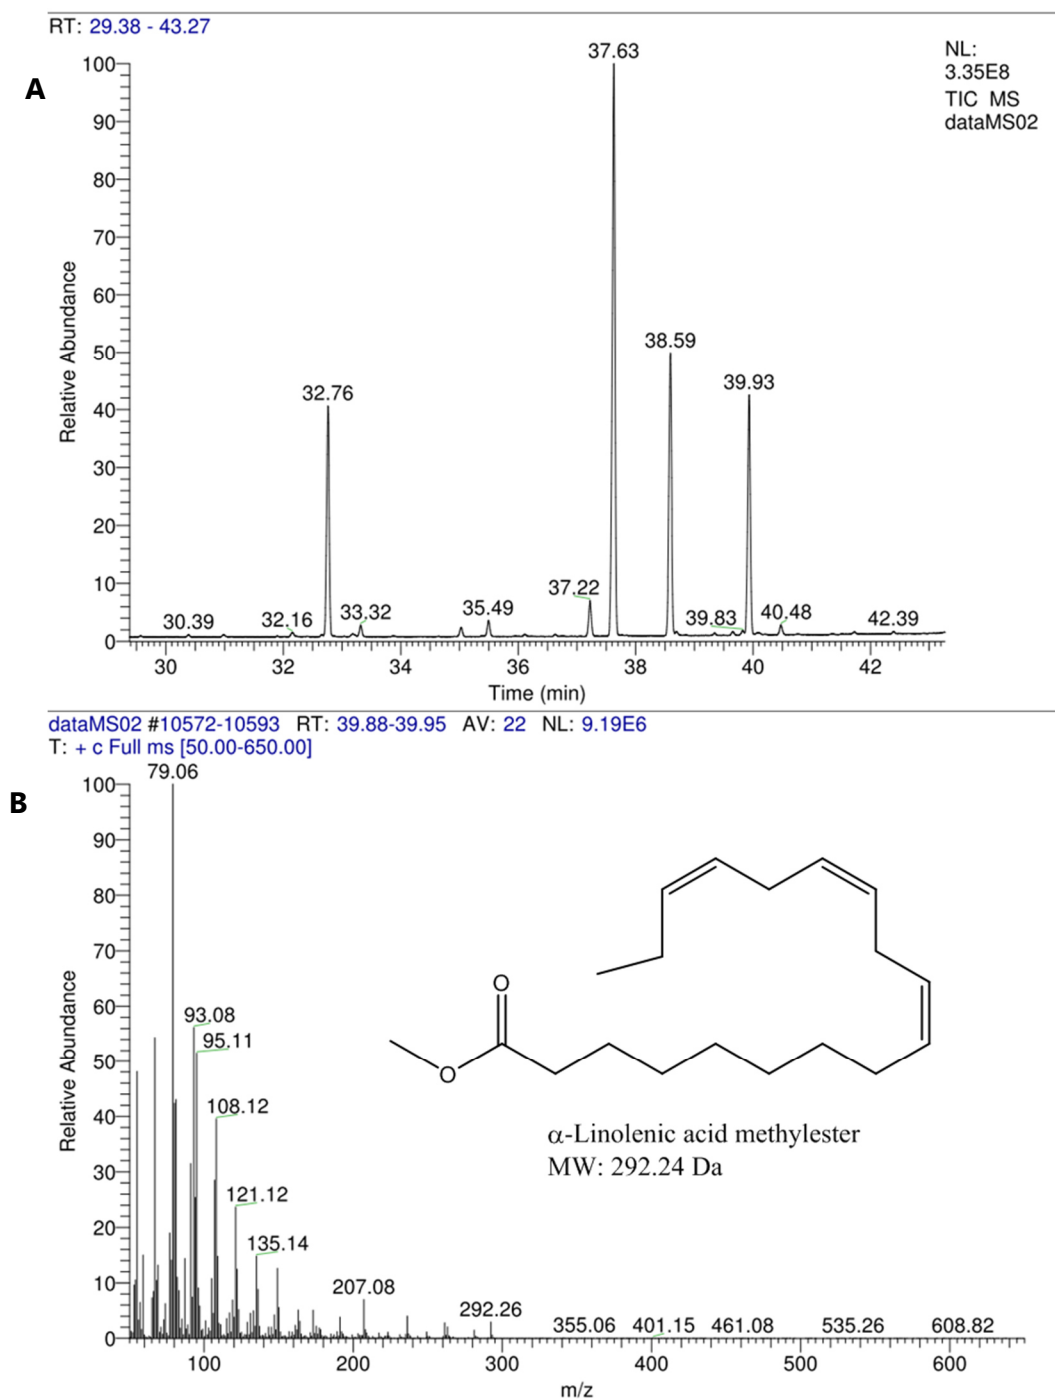 RT: 29.38 - 43.27
A
NL:
3.35E8
TIC MS
dataMS02
37.63
38.59
32.76
39.93
37.22
35.49
33.32
32.16
30.39
39.83
40.48
42.39
100
90
80
70
60
50
40
30
20
10
0
Relative Abundance
30 32 34 36 38 40 42
Time (min)
dataMS02 #10572-10593 RT: 39.88-39.95 AV: 22 NL: 9.19E6
T: + c Full ms [50.00-650.00]
B
79.06
93.08
95.11
108.12
121.12
135.14
207.08
292.26
355.06
401.15
461.08
535.26
608.82
100
90
80
70
60
50
40
30
20
10
0
Relative Abundance
O
O
α-Linolenic acid methylester
MW: 292.24 Da
100 200 300 400 500 600
m/z